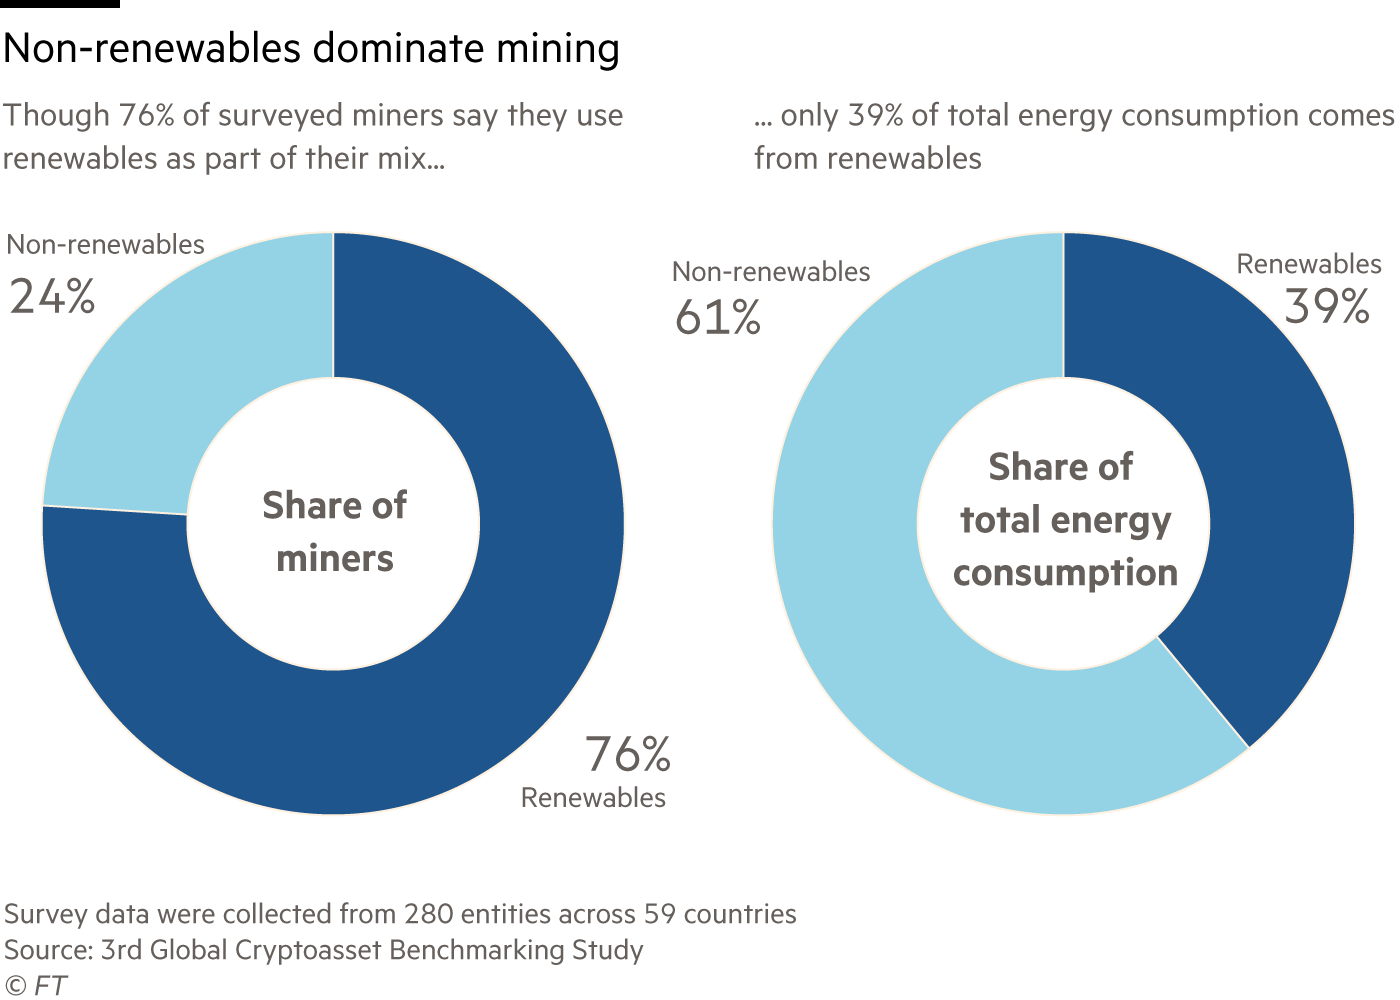 Non-renewables dominate mining
Though 76% of surveyed miners say they use
renewables as part of their mix...
... only 39% of total energy consumption comes
from renewables
Non-renewables
24%
Share of
miners
76%
Renewables
Non-renewables
61%
Renewables
39%
Share of
total energy
consumption
Survey data were collected from 280 entities across 59 countries
Source: 3rd Global Cryptoasset Benchmarking Study
© FT